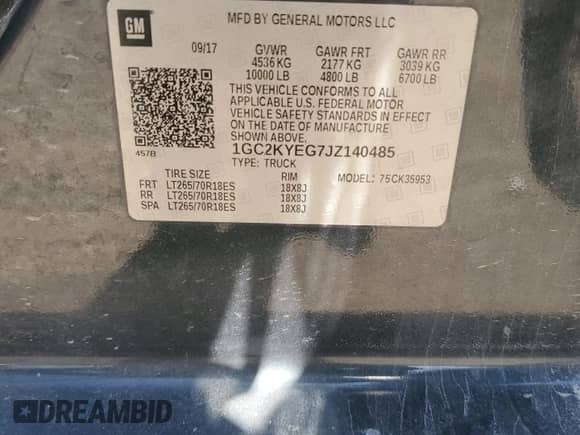 MFD BY GENERAL MOTORS LLC
GM
09/17 GVWR GAWR FRT GAWR RR
4536 KG 2177 KG 3039 KG
10000 LB 4800 LB 6700 LB
THIS VEHICLE CONFORMS TO ALL
APPLICABLE U.S. FEDERAL MOTOR
VEHICLE SAFETY STANDARDS IN EFFECT
ON THE DATE OF MANUFACTURE
SHOWN ABOVE.
457B
1GC2KYEG7JZ140485
TYPE: TRUCK
TIRE SIZE RIM MODEL: 75CK35953
FRT LT265/70R18ES 18X8J
RR LT265/70R18ES 18X8J
SPA LT265/70R18ES 18X8J
DREAMBID